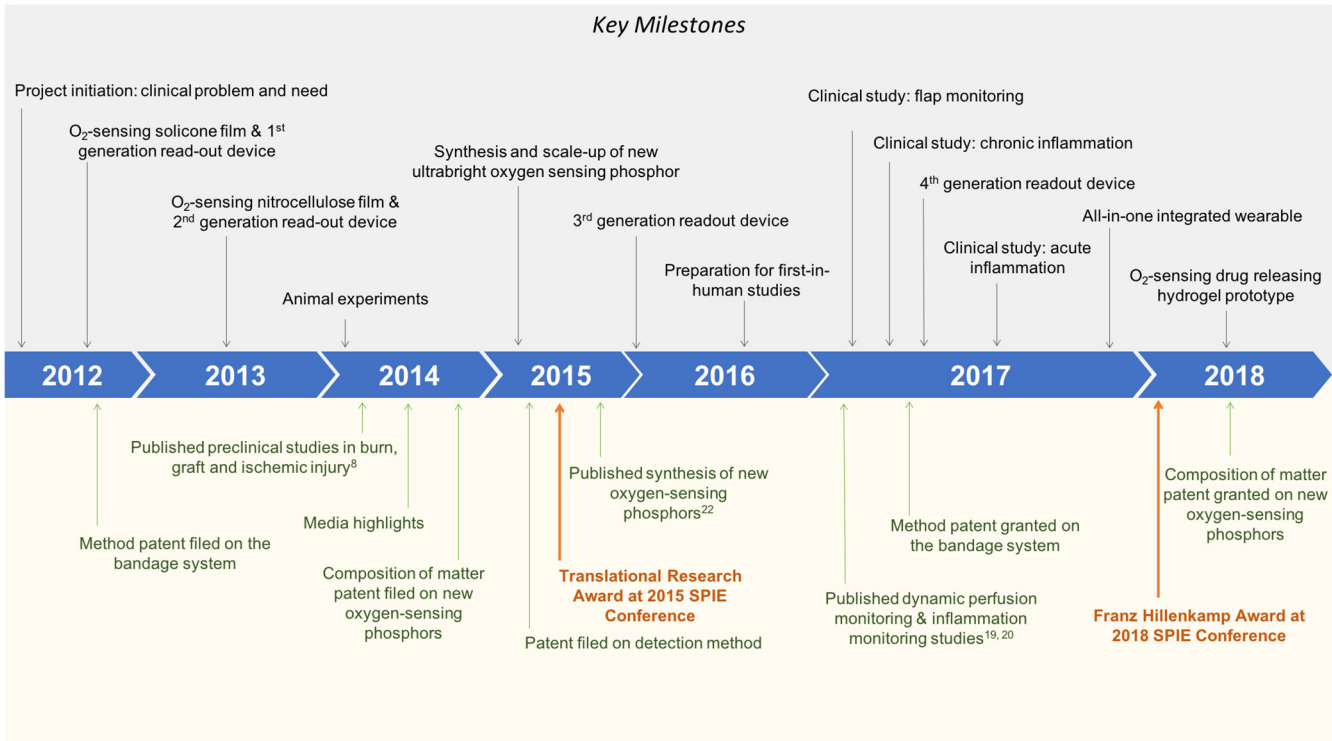 Key Milestones
Project initiation: clinical problem and need
O₂-sensing solicone film & 1ˢᵗ
generation read-out device
O₂-sensing nitrocellulose film &
2ⁿᵈ generation read-out device
Animal experiments
Synthesis and scale-up of new
ultrabright oxygen sensing phosphor
3ʳᵈ generation readout device
Preparation for first-in-
human studies
Clinical study: flap monitoring
Clinical study: chronic inflammation
4ᵗʰ generation readout device
Clinical study: acute
inflammation
All-in-one integrated wearable
O₂-sensing drug releasing
hydrogel prototype
2012
2013
2014
2015
2016
2017
2018
Method patent filed on the
bandage system
Published preclinical studies in burn,
graft and ischemic injury⁸
Media highlights
Composition of matter
patent filed on new
oxygen-sensing
phosphors
Patent filed on detection method
Translational Research
Award at 2015 SPIE
Conference
Published synthesis of new
oxygen-sensing
phosphors²²
Published dynamic perfusion
monitoring & inflammation
monitoring studies¹⁹, ²⁰
Method patent granted on
the bandage system
Franz Hillenkamp Award at
2018 SPIE Conference
Composition of matter
patent granted on new
oxygen-sensing
phosphors